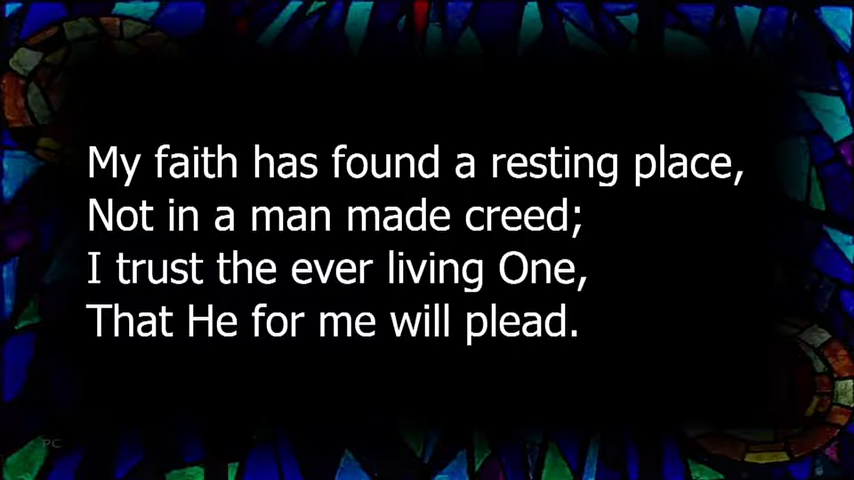 My faith has found a resting place,
Not in a man made creed;
I trust the ever living One,
That He for me will plead.
PC